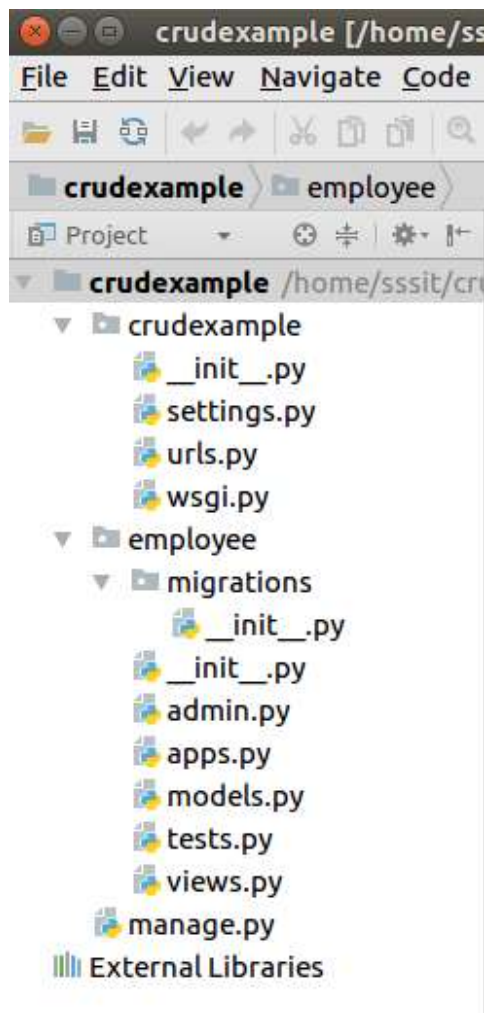 crudexample [/home/ss
File Edit View Navigate Code
crudexample employee
Project
crudexample /home/sssit/cru
crudexample
__init__.py
settings.py
urls.py
wsgi.py
employee
migrations
__init__.py
__init__.py
admin.py
apps.py
models.py
tests.py
views.py
manage.py
External Libraries